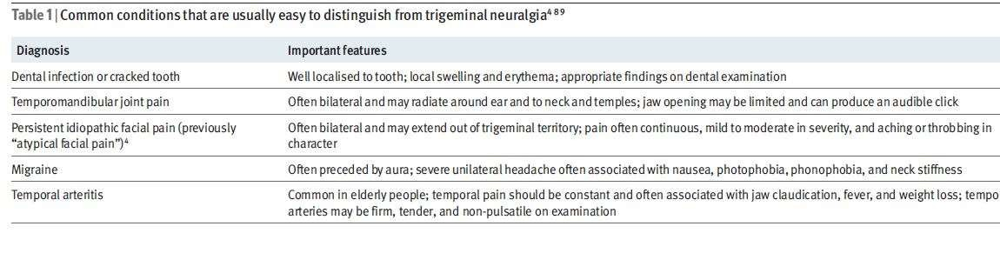 Table 1 | Common conditions that are usually easy to distinguish from trigeminal neuralgia⁴ ⁸ ⁹
Diagnosis Important features
Dental infection or cracked tooth Well localised to tooth; local swelling and erythema; appropriate findings on dental examination
Temporomandibular joint pain Often bilateral and may radiate around ear and to neck and temples; jaw opening may be limited and can produce an audible click
Persistent idiopathic facial pain (previously Often bilateral and may extend out of trigeminal territory; pain often continuous, mild to moderate in severity, and aching or throbbing in
“atypical facial pain”)⁴ character
Migraine Often preceded by aura; severe unilateral headache often associated with nausea, photophobia, phonophobia, and neck stiffness
Temporal arteritis Common in elderly people; temporal pain should be constant and often associated with jaw claudication, fever, and weight loss; tempo
arteries may be firm, tender, and non-pulsatile on examination